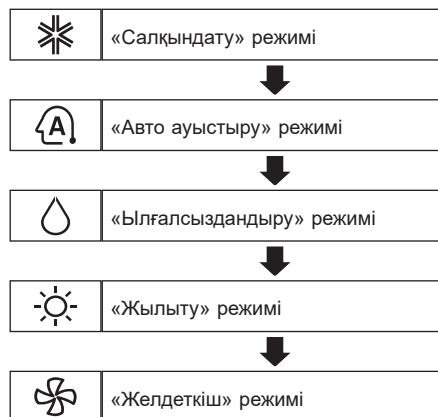 «Салқындату» режимі
A
«Авто ауыстыру» режимі
«Ылғалсыздандыру» режимі
«Жылыту» режимі
«Желдеткіш» режимі